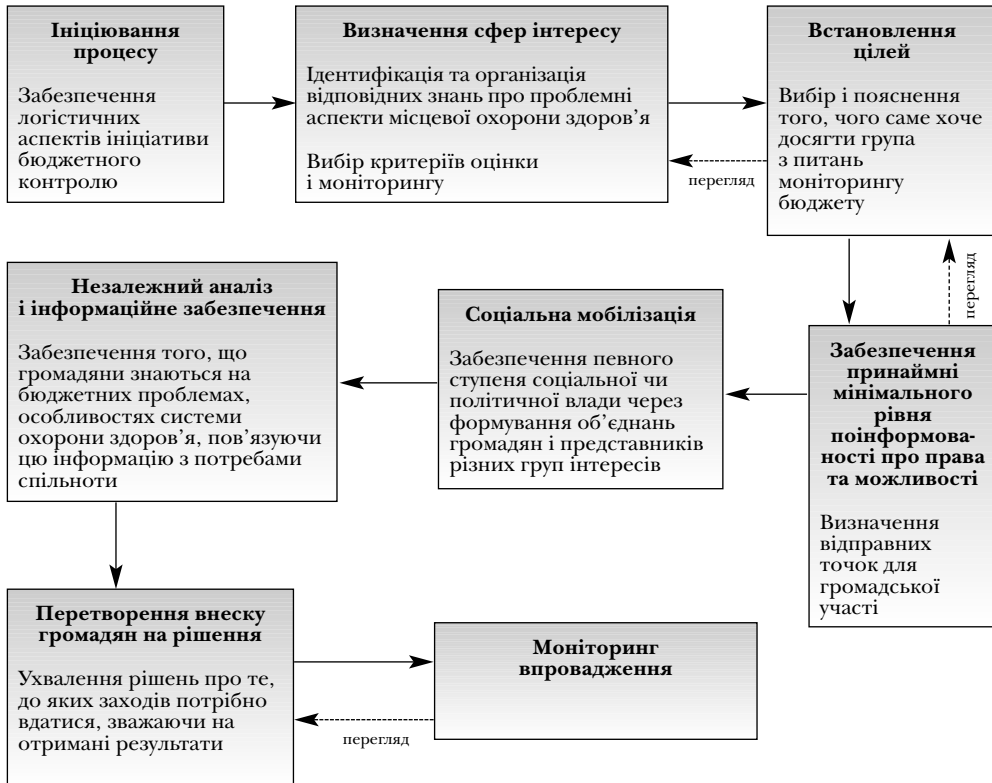 Ініціювання
процесу
Забезпечення
логістичних
аспектів ініціативи
бюджетного
контролю
Визначення сфер інтересу
Ідентифікація та організація
відповідних знань про проблемні
аспекти місцевої охорони здоров’я
Вибір критеріїв оцінки
і моніторингу
Встановлення
цілей
Вибір і пояснення
того, чого саме хоче
досягти група
з питань
моніторингу
бюджету
перегляд
перегляд
Забезпечення
принаймні
мінімального
рівня
поінформова-
ності про права
та можливості
Визначення
відправних
точок для
громадської
участі
Соціальна мобілізація
Забезпечення певного
ступеня соціальної чи
політичної влади через
формування об’єднань
громадян і представників
різних груп інтересів
Незалежний аналіз
і інформаційне забезпечення
Забезпечення того, що
громадяни знаються на
бюджетних проблемах,
особливостях системи
охорони здоров’я, пов’язуючи
цю інформацію з потребами
спільноти
Перетворення внеску
громадян на рішення
Ухвалення рішень про те,
до яких заходів потрібно
вдатися, зважаючи на
отримані результати
Моніторинг
впровадження
перегляд